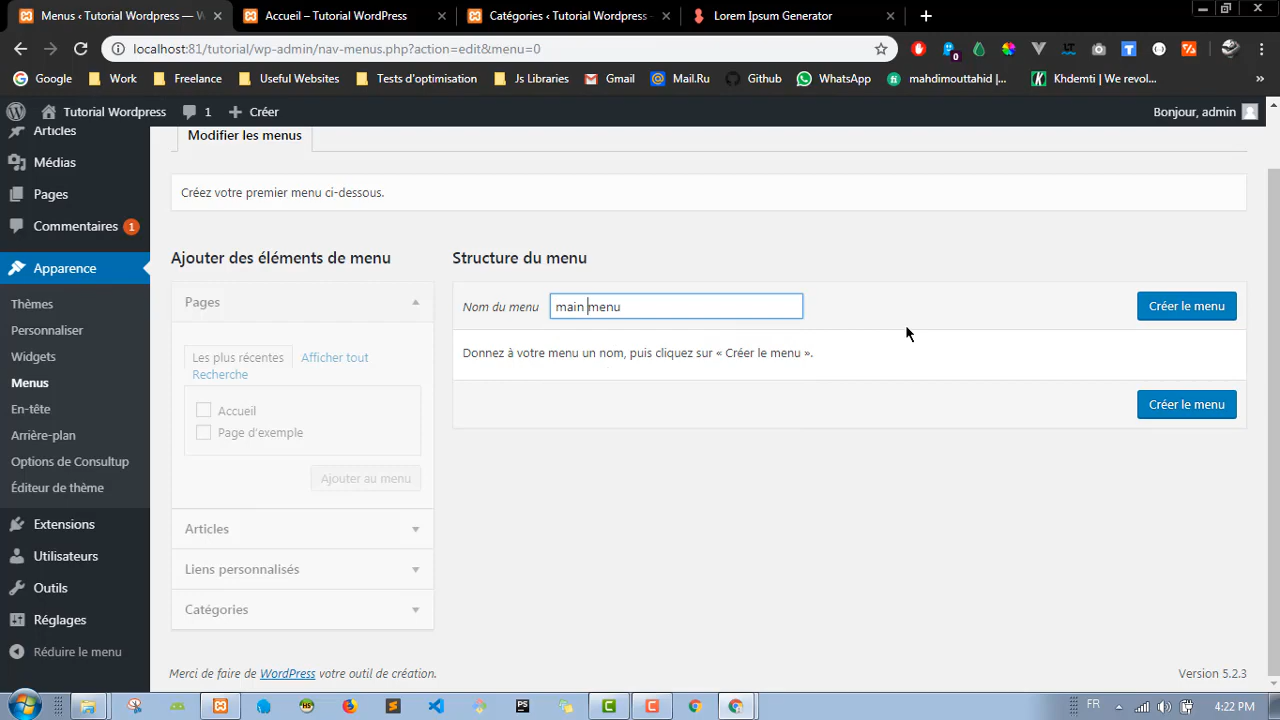 Menus ‹ Tutorial WordPress — W
Accueil – Tutorial WordPress
Catégories ‹ Tutorial WordPress
Lorem Ipsum Generator
localhost:81/tutorial/wp-admin/nav-menus.php?action=edit&menu=0
Google
Work
Freelance
Useful Websites
Tests d'optimisation
Js Libraries
Gmail
Mail.Ru
Github
WhatsApp
mahdimouttahid |...
Khdemti | We revol...
»
Tutorial Wordpress
1
Créer
Bonjour, admin
Articles
Médias
Pages
Commentaires 1
Apparence
Thèmes
Personnaliser
Widgets
Menus
En-tête
Arrière-plan
Options de Consultup
Éditeur de thème
Extensions
Utilisateurs
Outils
Réglages
Réduire le menu
Modifier les menus
Créez votre premier menu ci-dessous.
Ajouter des éléments de menu
Pages
Les plus récentes
Afficher tout
Recherche
Accueil
Page d'exemple
Ajouter au menu
Articles
Liens personnalisés
Catégories
Structure du menu
Nom du menu
main menu
Créer le menu
Donnez à votre menu un nom, puis cliquez sur « Créer le menu ».
Créer le menu
Merci de faire de WordPress votre outil de création.
Version 5.2.3
FR
4:22 PM